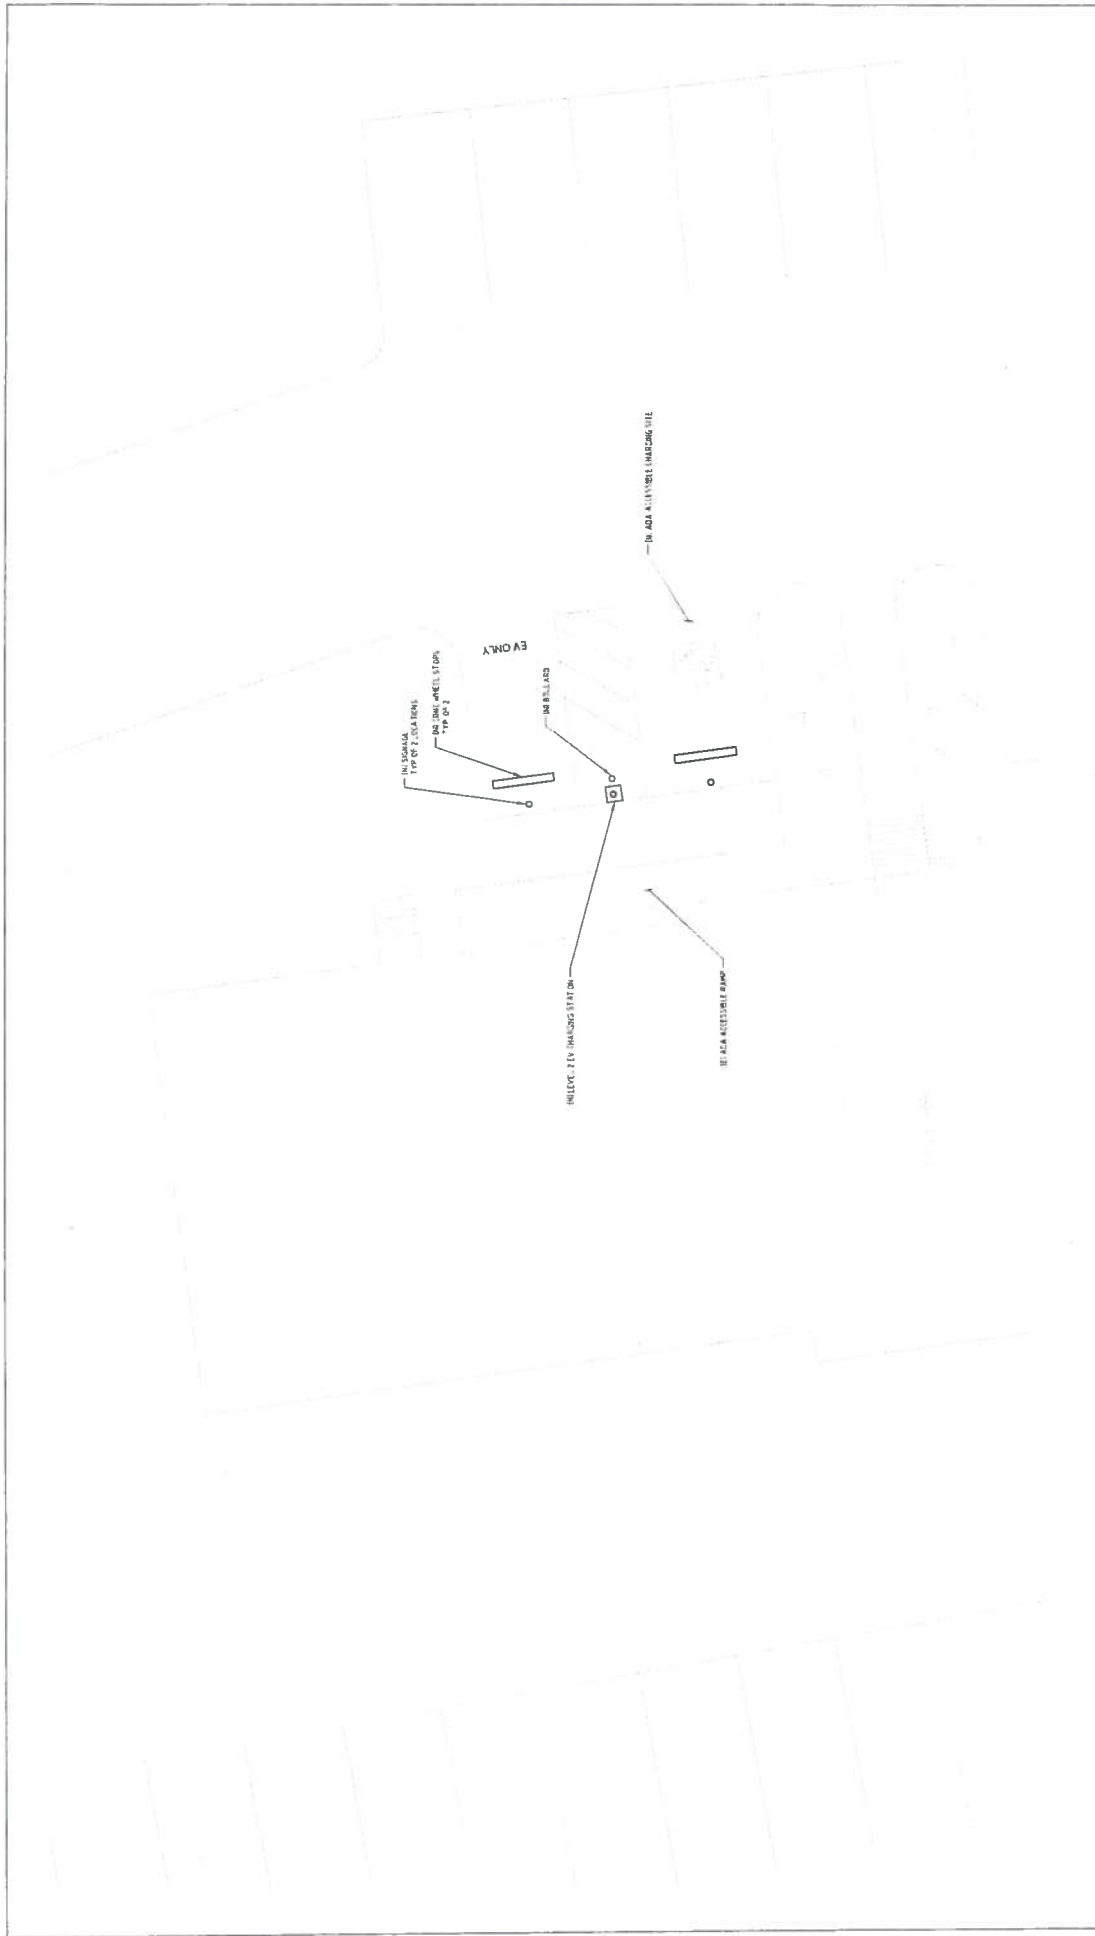 (N) SIGNAGE
TYP OF 2 LOCATIONS
(N) CONC WHEEL STOPS
TYP OF 2
EV ONLY
(N) BOLLARD
(N) ADA ACCESSIBLE CHARGING SITE
(N) LEVEL 2 EV CHARGING STATION
(E) ADA ACCESSIBLE RAMP